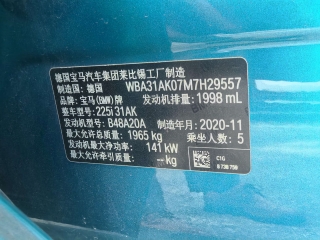 德国宝马汽车集团莱比锡工厂制造
制造国:德国 WBA31AK07M7H29557
品牌:宝马(BMW)牌 发动机排量:1998 mL
整车型号:225i 31AK
发动机型号:B48A20A 制造年月:2020-11
最大允许总质量:1965 kg 乘坐人数:5
发动机最大净功率: 141 kW
最大允许牵引质量: -- kg
C1G